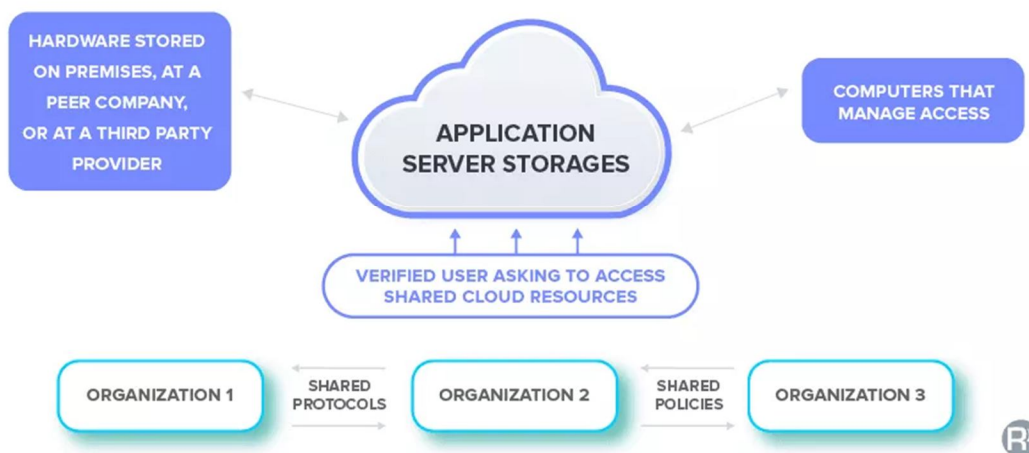 HARDWARE STORED
ON PREMISES, AT A
PEER COMPANY,
OR AT A THIRD PARTY
PROVIDER
APPLICATION
SERVER STORAGES
COMPUTERS THAT
MANAGE ACCESS
VERIFIED USER ASKING TO ACCESS
SHARED CLOUD RESOURCES
ORGANIZATION 1
SHARED
PROTOCOLS
ORGANIZATION 2
SHARED
POLICIES
ORGANIZATION 3
R